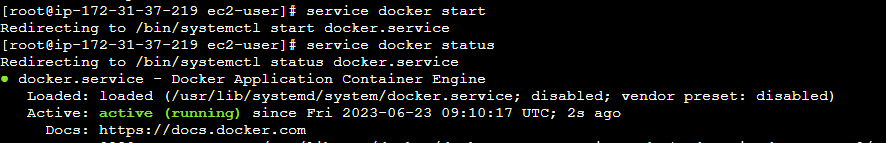 [root@ip-172-31-37-219 ec2-user]# service docker start
Redirecting to /bin/systemctl start docker.service
[root@ip-172-31-37-219 ec2-user]# service docker status
Redirecting to /bin/systemctl status docker.service
● docker.service - Docker Application Container Engine
Loaded: loaded (/usr/lib/systemd/system/docker.service; disabled; vendor preset: disabled)
Active: active (running) since Fri 2023-06-23 09:10:17 UTC; 2s ago
Docs: https://docs.docker.com